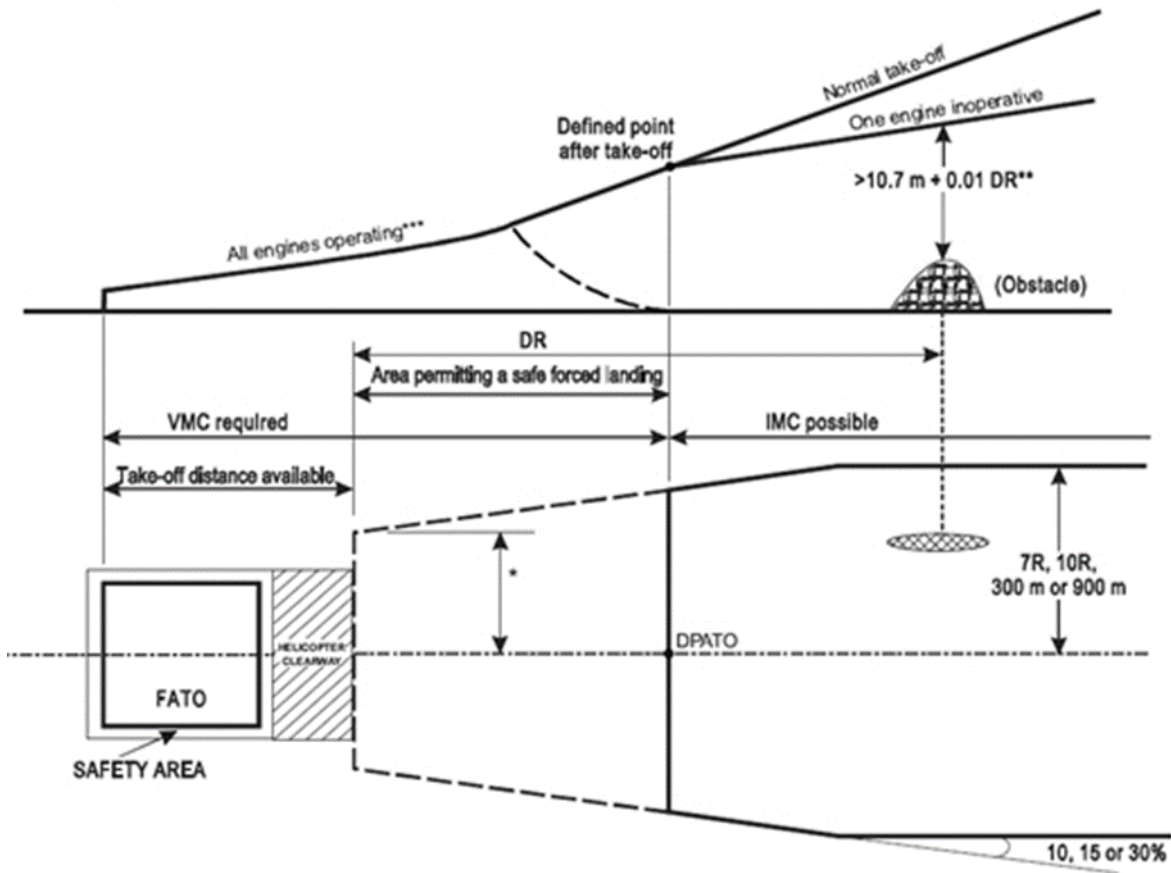 Normal take-off
One engine inoperative
Defined point
after take-off
>10.7 m + 0.01 DR**
All engines operating***
(Obstacle)
DR
Area permitting a safe forced landing
VMC required
IMC possible
Take-off distance available
*
7R, 10R,
300 m or 900 m
HELICOPTER
CLEARWAY
DPATO
FATO
SAFETY AREA
10, 15 or 30%